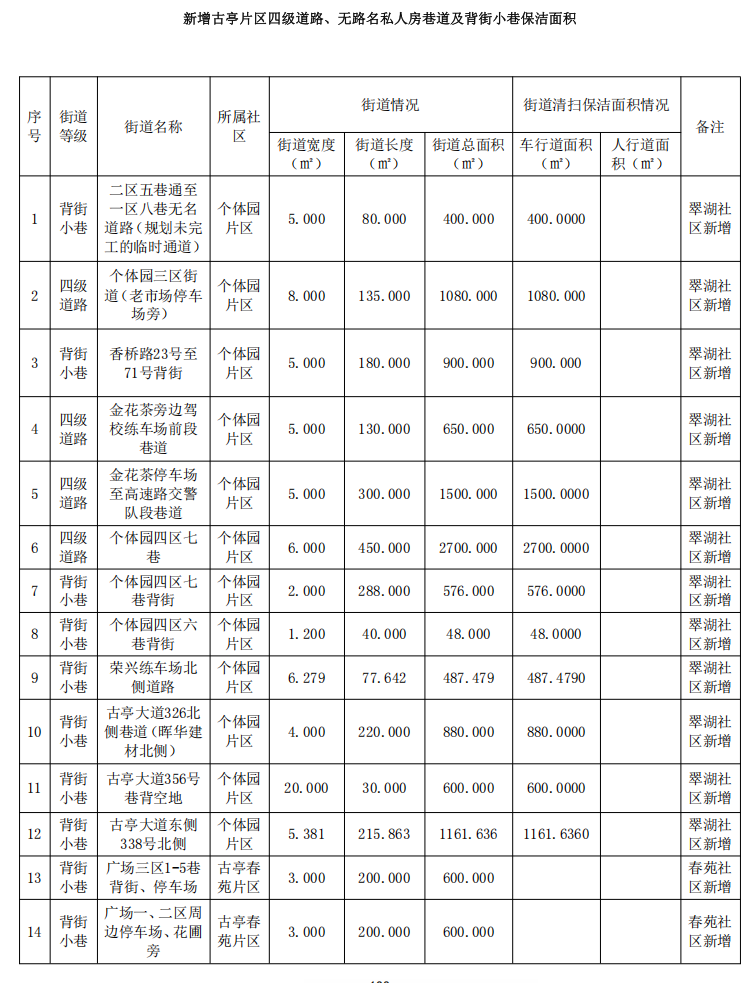 新增古亭片区四级道路、无路名私人房巷道及背街小巷保洁面积
序号 街道等级 街道名称 所属社区 街道情况 街道清扫保洁面积情况 备注
街道宽度（㎡） 街道长度（㎡） 街道总面积（㎡） 车行道面积（㎡） 人行道面积（㎡）
1 背街小巷 二区五巷通至一区八巷无名道路（规划未完工的临时通道） 个体园片区 5.000 80.000 400.000 400.0000 翠湖社区新增
2 四级道路 个体园三区街道（老市场停车场旁） 个体园片区 8.000 135.000 1080.000 1080.000 翠湖社区新增
3 背街小巷 香桥路23号至71号背街 个体园片区 5.000 180.000 900.000 900.000 翠湖社区新增
4 四级道路 金花茶旁边驾校练车场前段巷道 个体园片区 5.000 130.000 650.000 650.0000 翠湖社区新增
5 四级道路 金花茶停车场至高速路交警队段巷道 个体园片区 5.000 300.000 1500.000 1500.0000 翠湖社区新增
6 四级道路 个体园四区七巷 个体园片区 6.000 450.000 2700.000 2700.0000 翠湖社区新增
7 背街小巷 个体园四区七巷背街 个体园片区 2.000 288.000 576.000 576.0000 翠湖社区新增
8 背街小巷 个体园四区六巷背街 个体园片区 1.200 40.000 48.000 48.0000 翠湖社区新增
9 背街小巷 荣兴练车场北侧道路 个体园片区 6.279 77.642 487.479 487.4790 翠湖社区新增
10 背街小巷 古亭大道326北侧巷道（晖华建材北侧） 个体园片区 4.000 220.000 880.000 880.0000 翠湖社区新增
11 背街小巷 古亭大道356号巷背空地 个体园片区 20.000 30.000 600.000 600.0000 翠湖社区新增
12 背街小巷 古亭大道东侧338号北侧 个体园片区 5.381 215.863 1161.636 1161.6360 翠湖社区新增
13 背街小巷 广场三区1-5巷背街、停车场 古亭春苑片区 3.000 200.000 600.000 春苑社区新增
14 背街小巷 广场一、二区周边停车场、花圃旁 古亭春苑片区 3.000 200.000 600.000 春苑社区新增